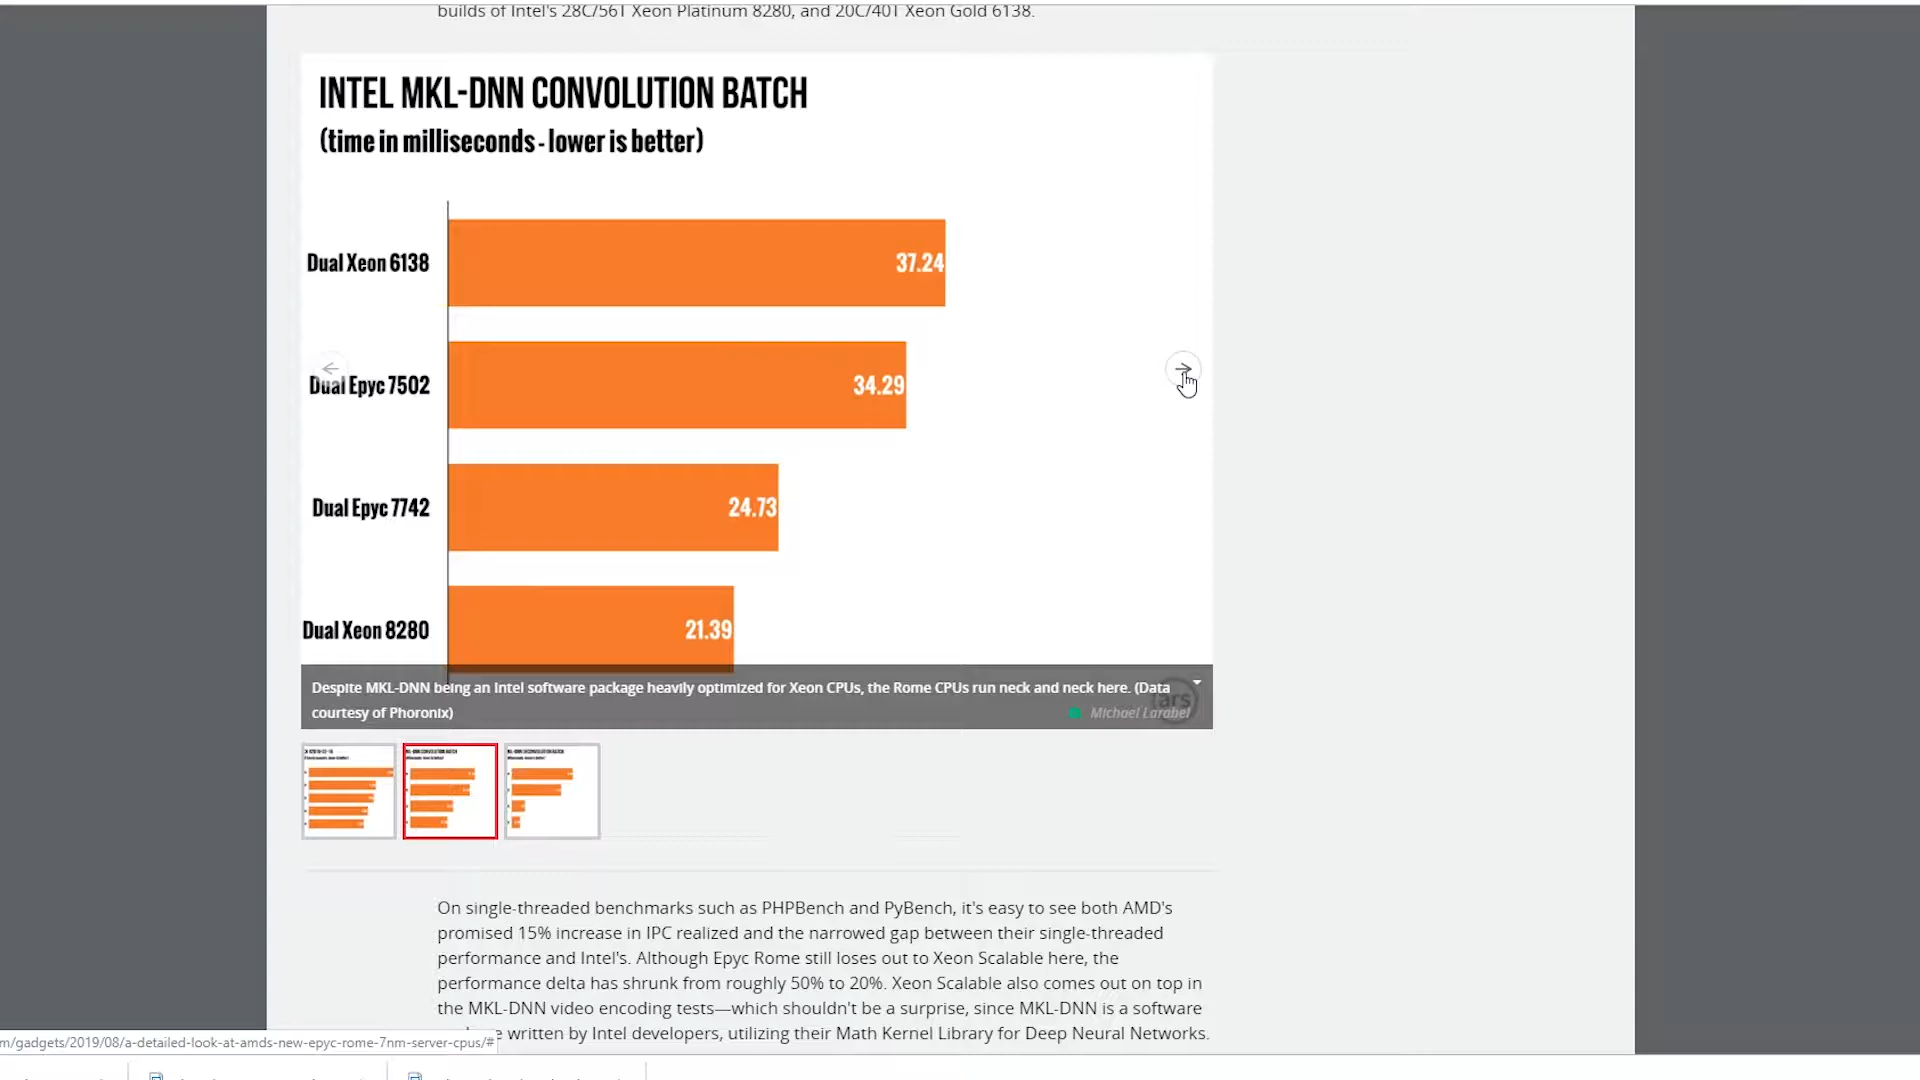 builds of Intel's 28C/56T Xeon Platinum 8280, and 20C/40T Xeon Gold 6138.
INTEL MKL-DNN CONVOLUTION BATCH
(time in milliseconds - lower is better)
Dual Xeon 6138
37.24
Dual Epyc 7502
34.29
Dual Epyc 7742
24.73
Dual Xeon 8280
21.39
Despite MKL-DNN being an Intel software package heavily optimized for Xeon CPUs, the Rome CPUs run neck and neck here. (Data
courtesy of Phoronix)
ars
Michael Larabel
On single-threaded benchmarks such as PHPBench and PyBench, it's easy to see both AMD's
promised 15% increase in IPC realized and the narrowed gap between their single-threaded
performance and Intel's. Although Epyc Rome still loses out to Xeon Scalable here, the
performance delta has shrunk from roughly 50% to 20%. Xeon Scalable also comes out on top in
the MKL-DNN video encoding tests—which shouldn't be a surprise, since MKL-DNN is a software
written by Intel developers, utilizing their Math Kernel Library for Deep Neural Networks.
m/gadgets/2019/08/a-detailed-look-at-amds-new-epyc-rome-7nm-server-cpus/#